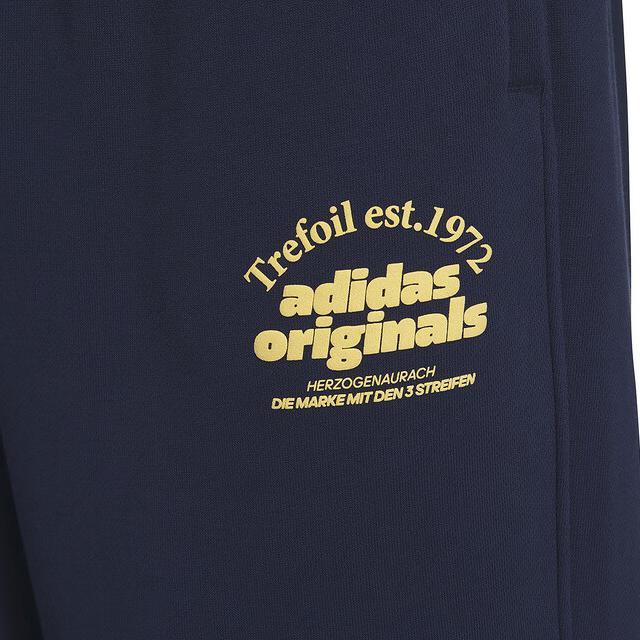 Trefoil est.1972
adidas
originals
HERZOGENAURACH
DIE MARKE MIT DEN 3 STREIFEN